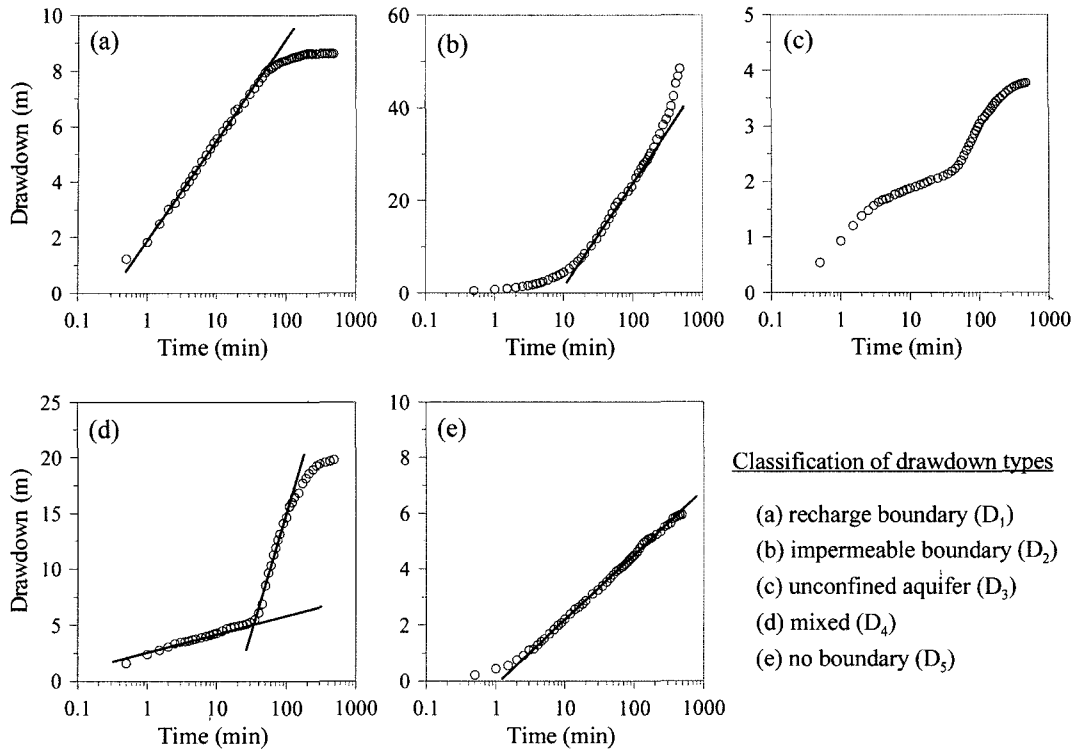 (a)
10
8
6
4
2
0
Drawdown (m)
0.1 1 10 100 1000
Time (min)
(b)
60
40
20
0
0.1 1 10 100 1000
Time (min)
(c)
5
4
3
2
1
0
0.1 1 10 100 1000
Time (min)
(d)
25
20
15
10
5
0
Drawdown (m)
0.1 1 10 100 1000
Time (min)
(e)
10
8
6
4
2
0
0.1 1 10 100 1000
Time (min)
Classification of drawdown types
(a) recharge boundary (D₁)
(b) impermeable boundary (D₂)
(c) unconfined aquifer (D₃)
(d) mixed (D₄)
(e) no boundary (D₅)